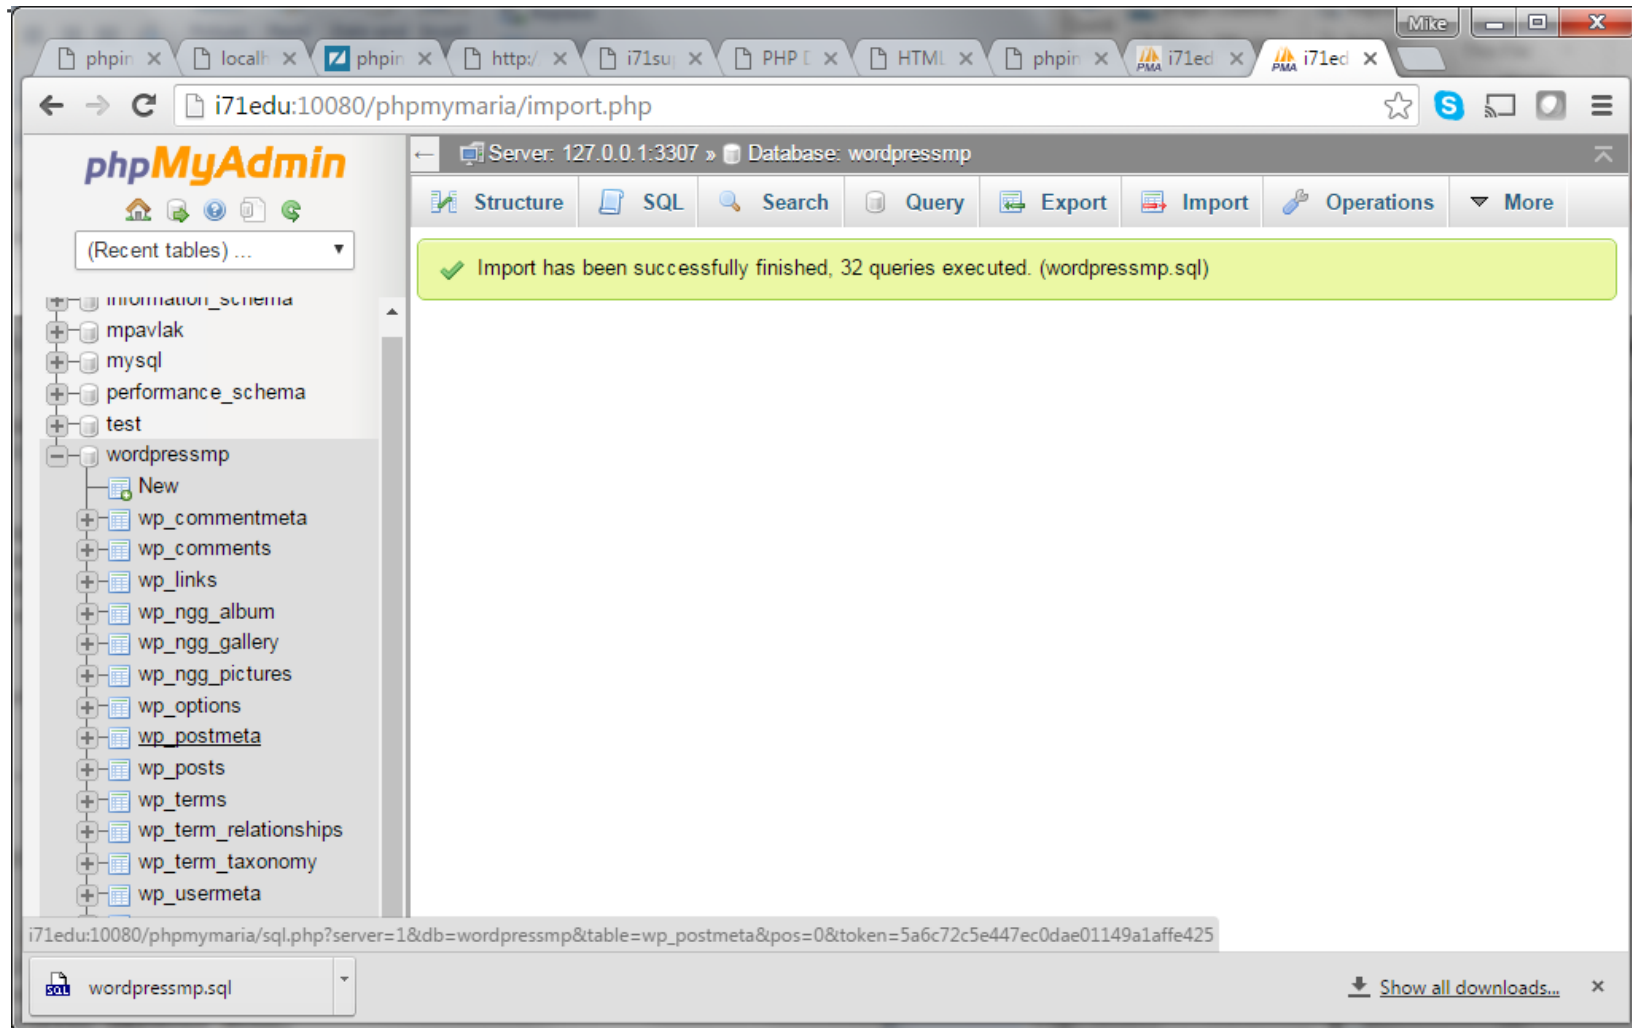 Mike
phpin localh phpin http:/ i71su PHP HTML phpin i71ed i71ed
i71edu:10080/phpmymaria/import.php
phpMyAdmin
Server: 127.0.0.1:3307 » Database: wordpressmp
Structure SQL Search Query Export Import Operations More
(Recent tables) ...
Import has been successfully finished, 32 queries executed. (wordpressmp.sql)
information_schema
mpavlak
mysql
performance_schema
test
wordpressmp
New
wp_commentmeta
wp_comments
wp_links
wp_ngg_album
wp_ngg_gallery
wp_ngg_pictures
wp_options
wp_postmeta
wp_posts
wp_terms
wp_term_relationships
wp_term_taxonomy
wp_usermeta
i71edu:10080/phpmymaria/sql.php?server=1&db=wordpressmp&table=wp_postmeta&pos=0&token=5a6c72c5e447ec0dae01149a1affe425
wordpressmp.sql
Show all downloads...